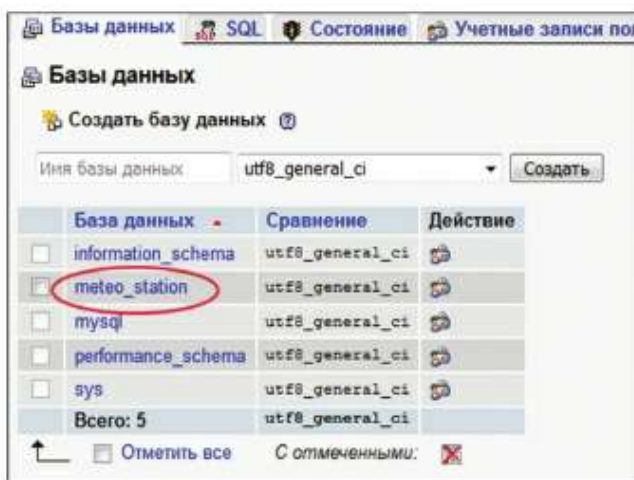 Базы данных SQL Состояние Учетные записи пол
Базы данных
Создать базу данных
Имя базы данных utf8_general_ci Создать
База данных Сравнение Действие
information_schema utf8_general_ci
meteo_station utf8_general_ci
mysql utf8_general_ci
performance_schema utf8_general_ci
sys utf8_general_ci
Всего: 5 utf8_general_ci
Отметить все С отмеченными: